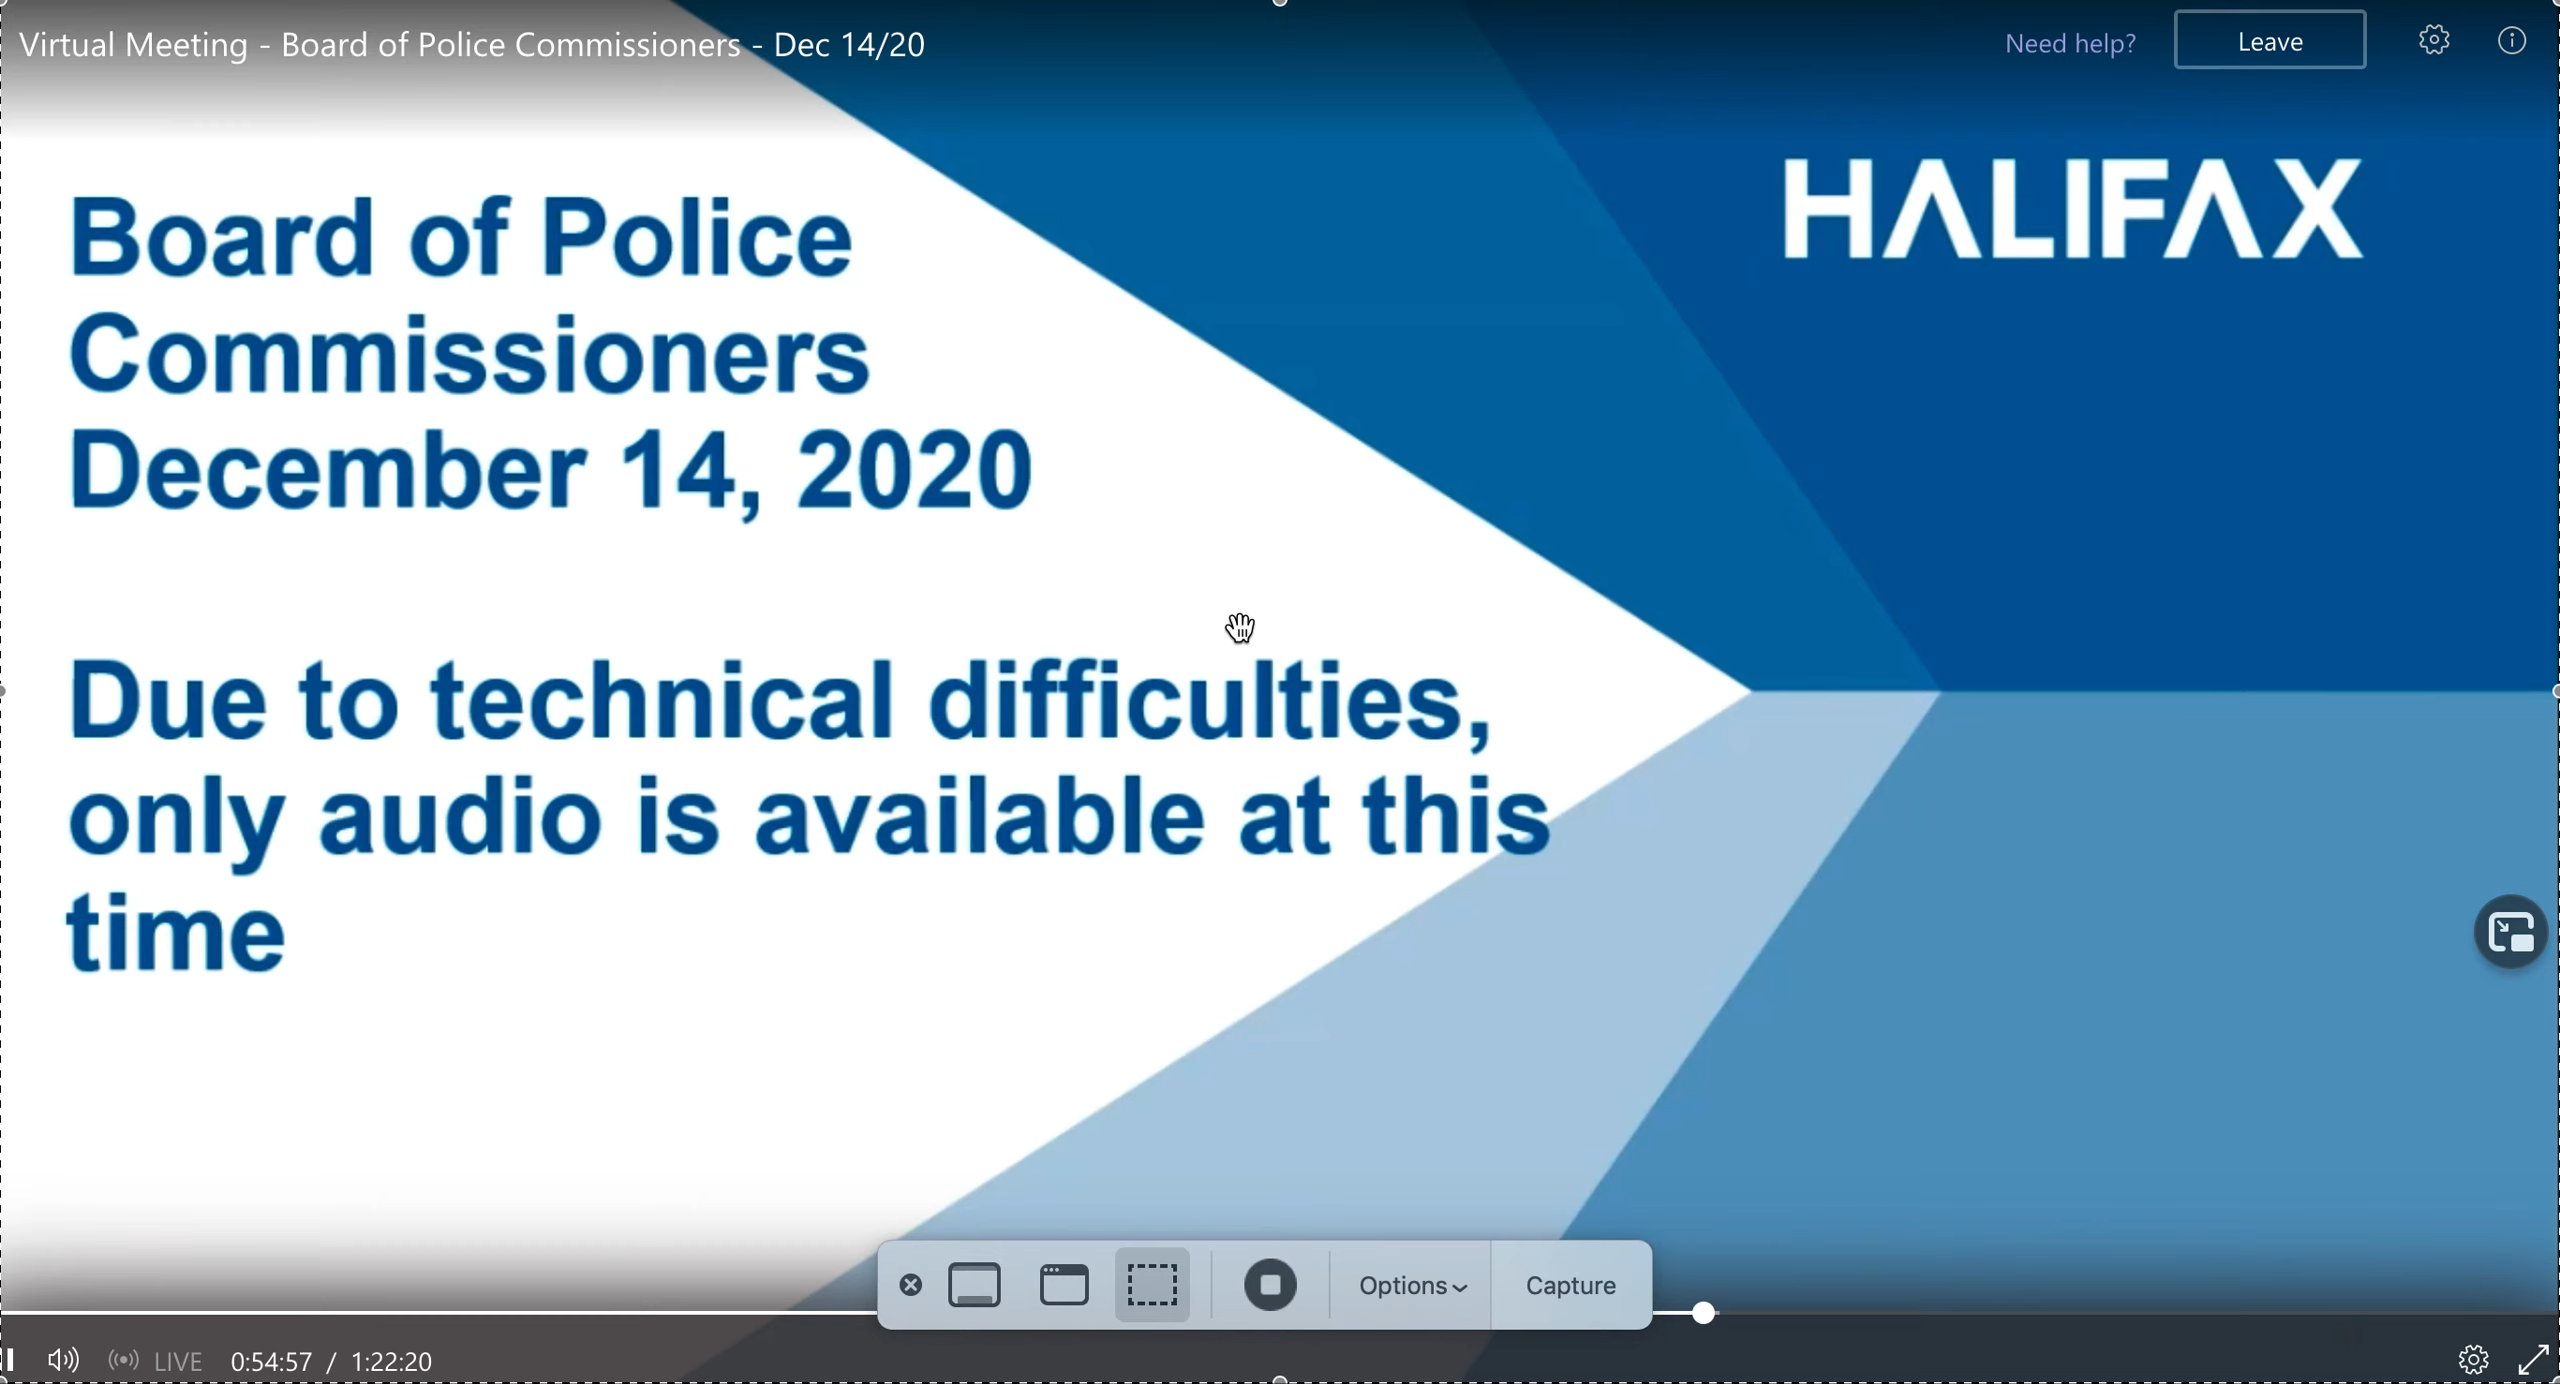 Virtual Meeting - Board of Police Commissioners - Dec 14/20
Need help?
Leave
HALIFAX
Board of Police
Commissioners
December 14, 2020
Due to technical difficulties,
only audio is available at this
time
Options
Capture
LIVE 0:54:57 / 1:22:20